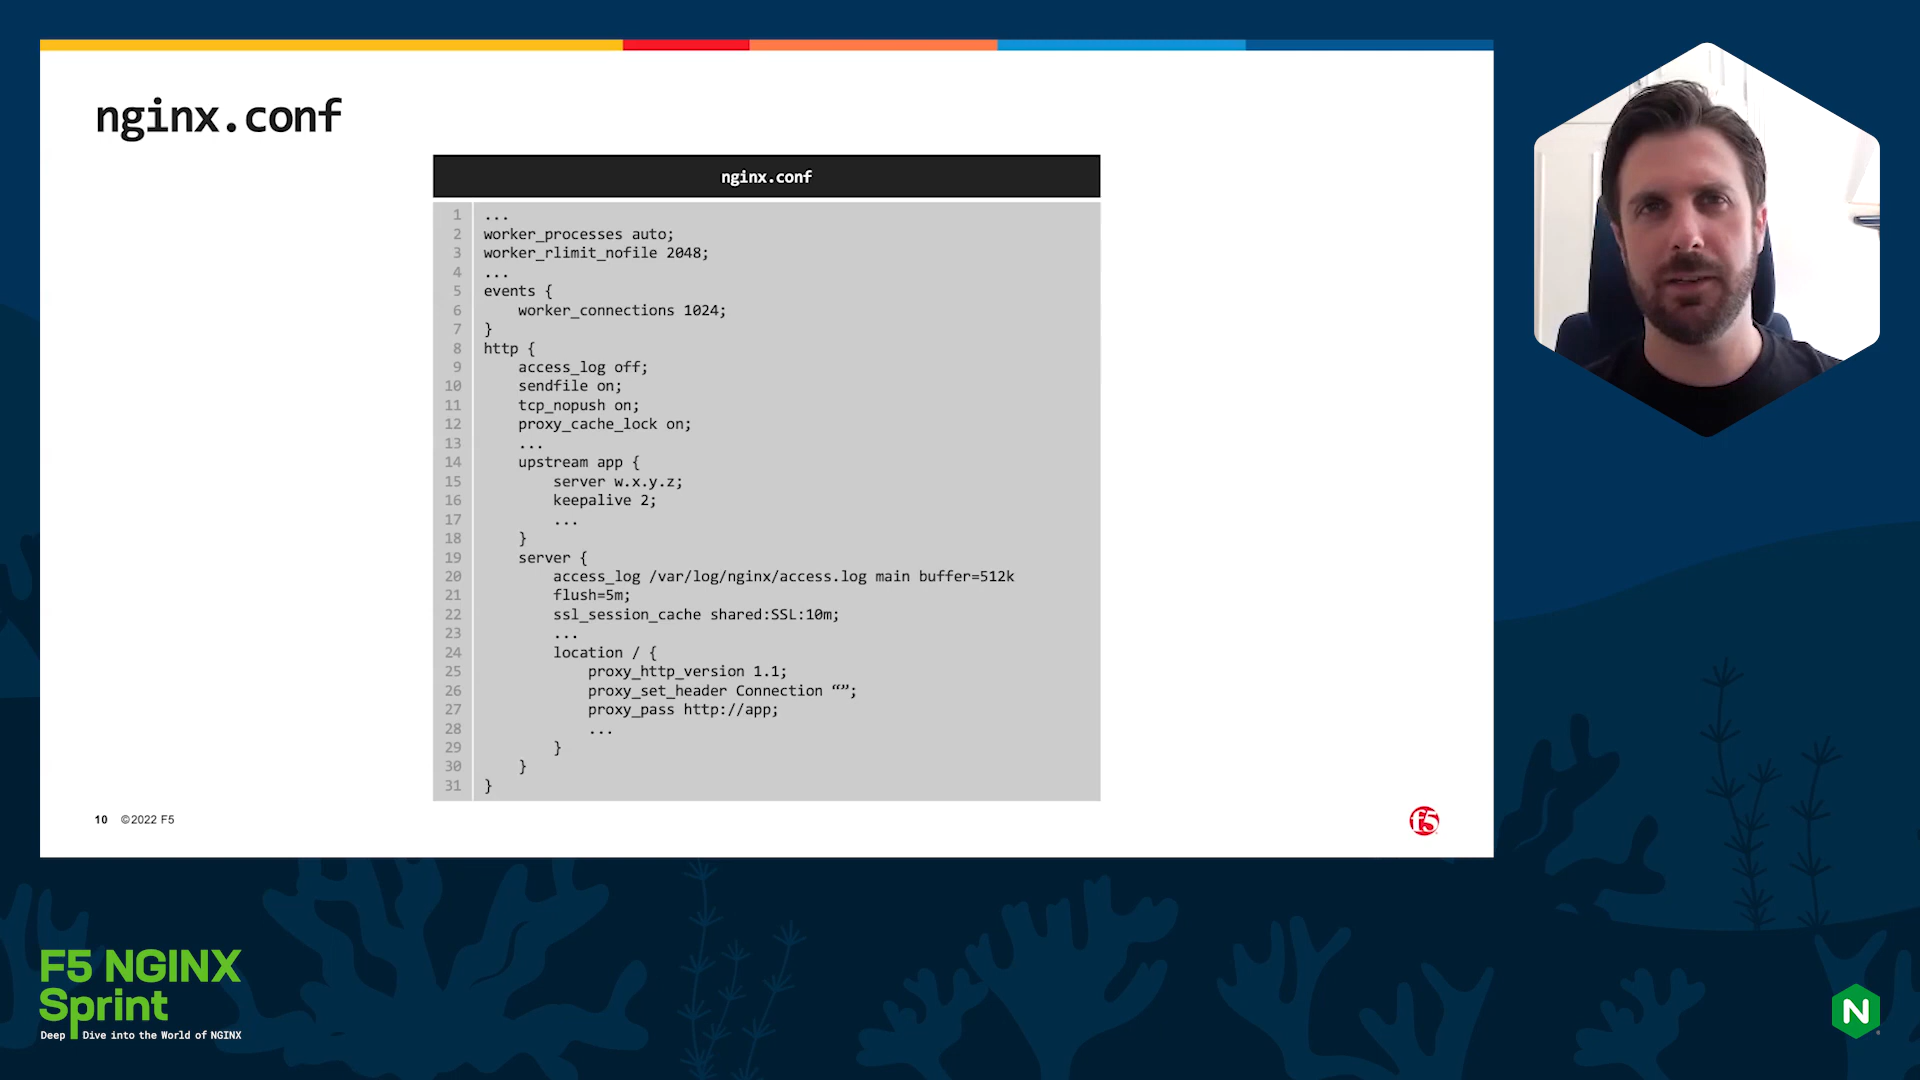 nginx.conf
nginx.conf
1 ...
2 worker_processes auto;
3 worker_rlimit_nofile 2048;
4 ...
5 events {
6     worker_connections 1024;
7 }
8 http {
9     access_log off;
10     sendfile on;
11     tcp_nopush on;
12     proxy_cache_lock on;
13     ...
14     upstream app {
15         server w.x.y.z;
16         keepalive 2;
17         ...
18     }
19     server {
20         access_log /var/log/nginx/access.log main buffer=512k
21         flush=5m;
22         ssl_session_cache shared:SSL:10m;
23         ...
24         location / {
25             proxy_http_version 1.1;
26             proxy_set_header Connection “”;
27             proxy_pass http://app;
28             ...
29         }
30     }
31 }
10 ©2022 F5
f5
F5 NGINX
Sprint
Deep Dive into the World of NGINX
N